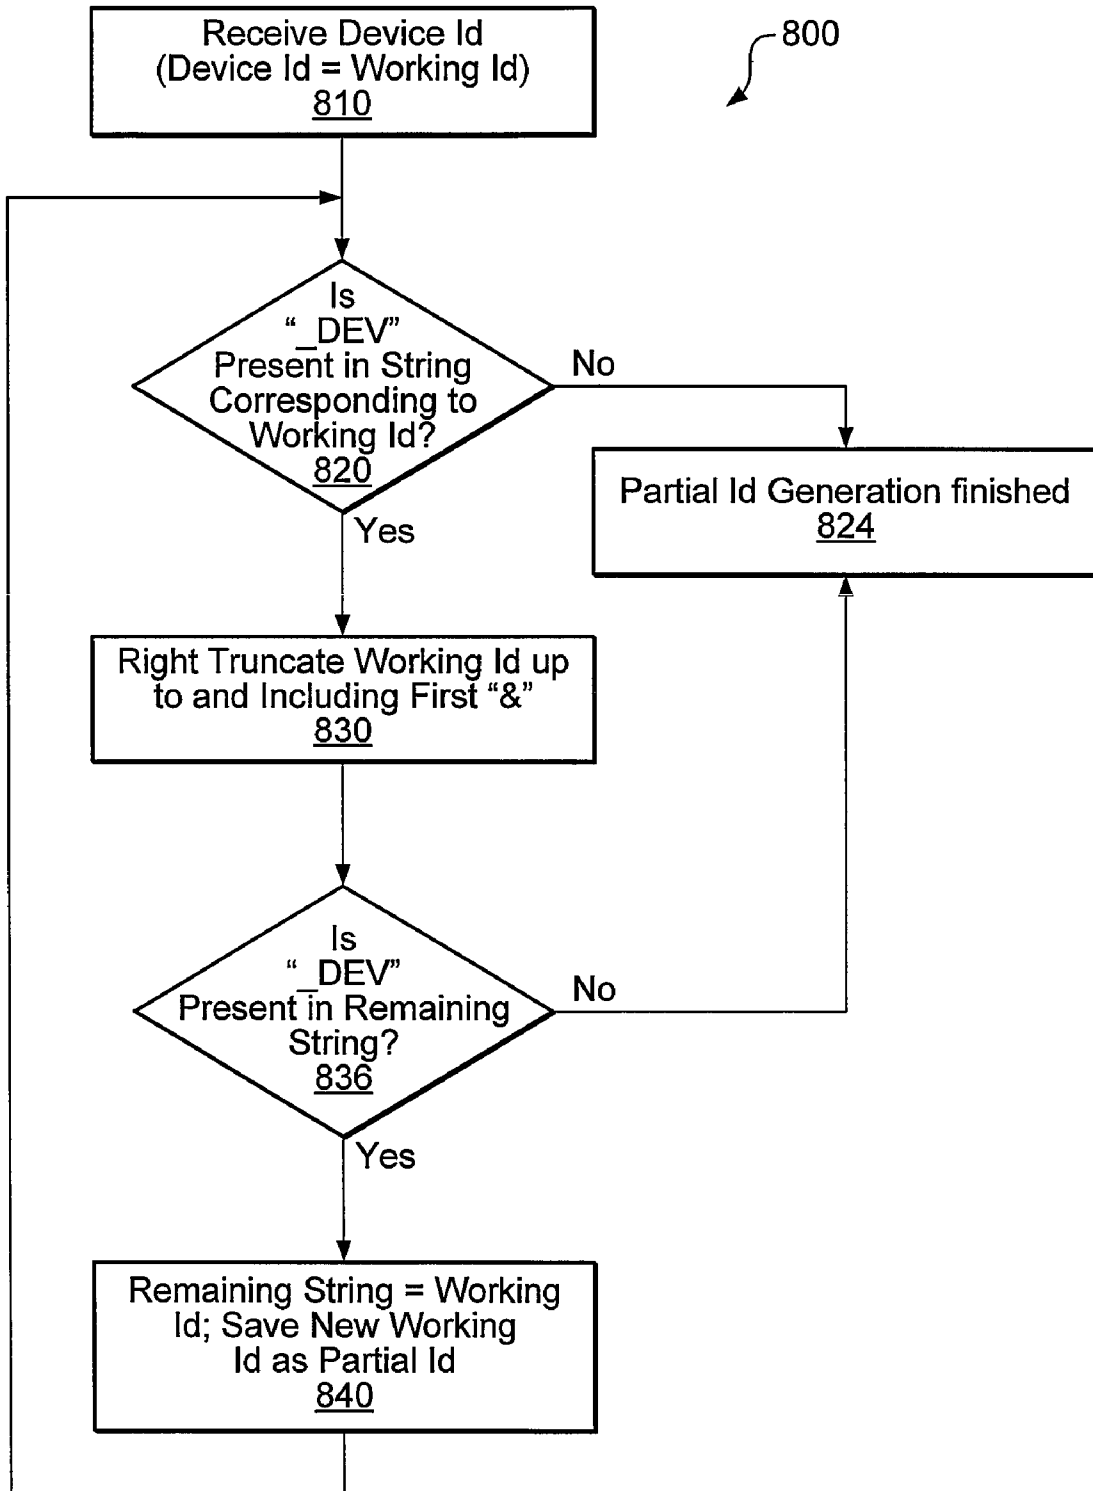 Receive Device Id
(Device Id = Working Id)
810
800
Is
“_DEV”
Present in String
Corresponding to
Working Id?
820
No
Yes
Partial Id Generation finished
824
Right Truncate Working Id up
to and Including First “&”
830
Is
“_DEV”
Present in Remaining
String?
836
No
Yes
Remaining String = Working
Id; Save New Working
Id as Partial Id
840